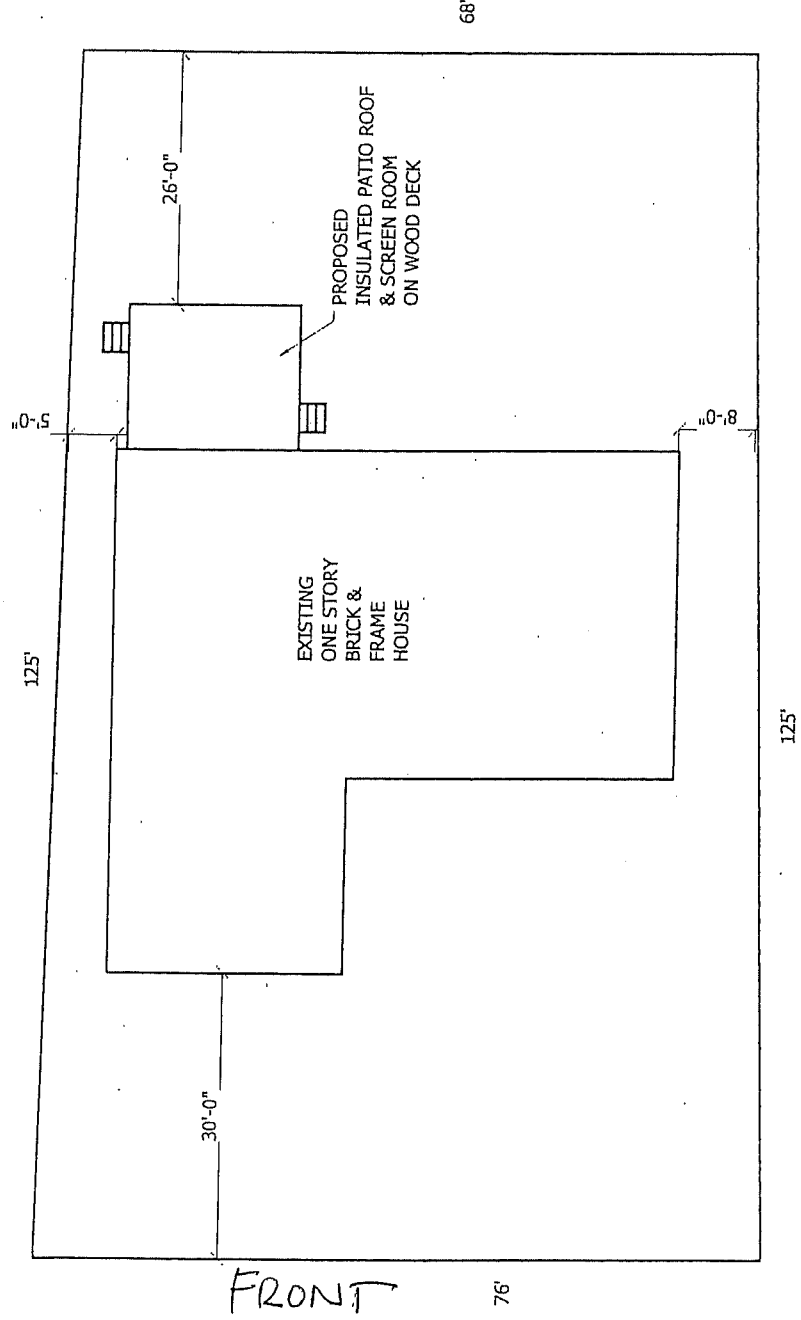 68'
26'-0"
PROPOSED
INSULATED PATIO ROOF
& SCREEN ROOM
ON WOOD DECK
5'-0"
8'-0"
125'
EXISTING
ONE STORY
BRICK &
FRAME
HOUSE
125'
30'-0"
FRONT
76'